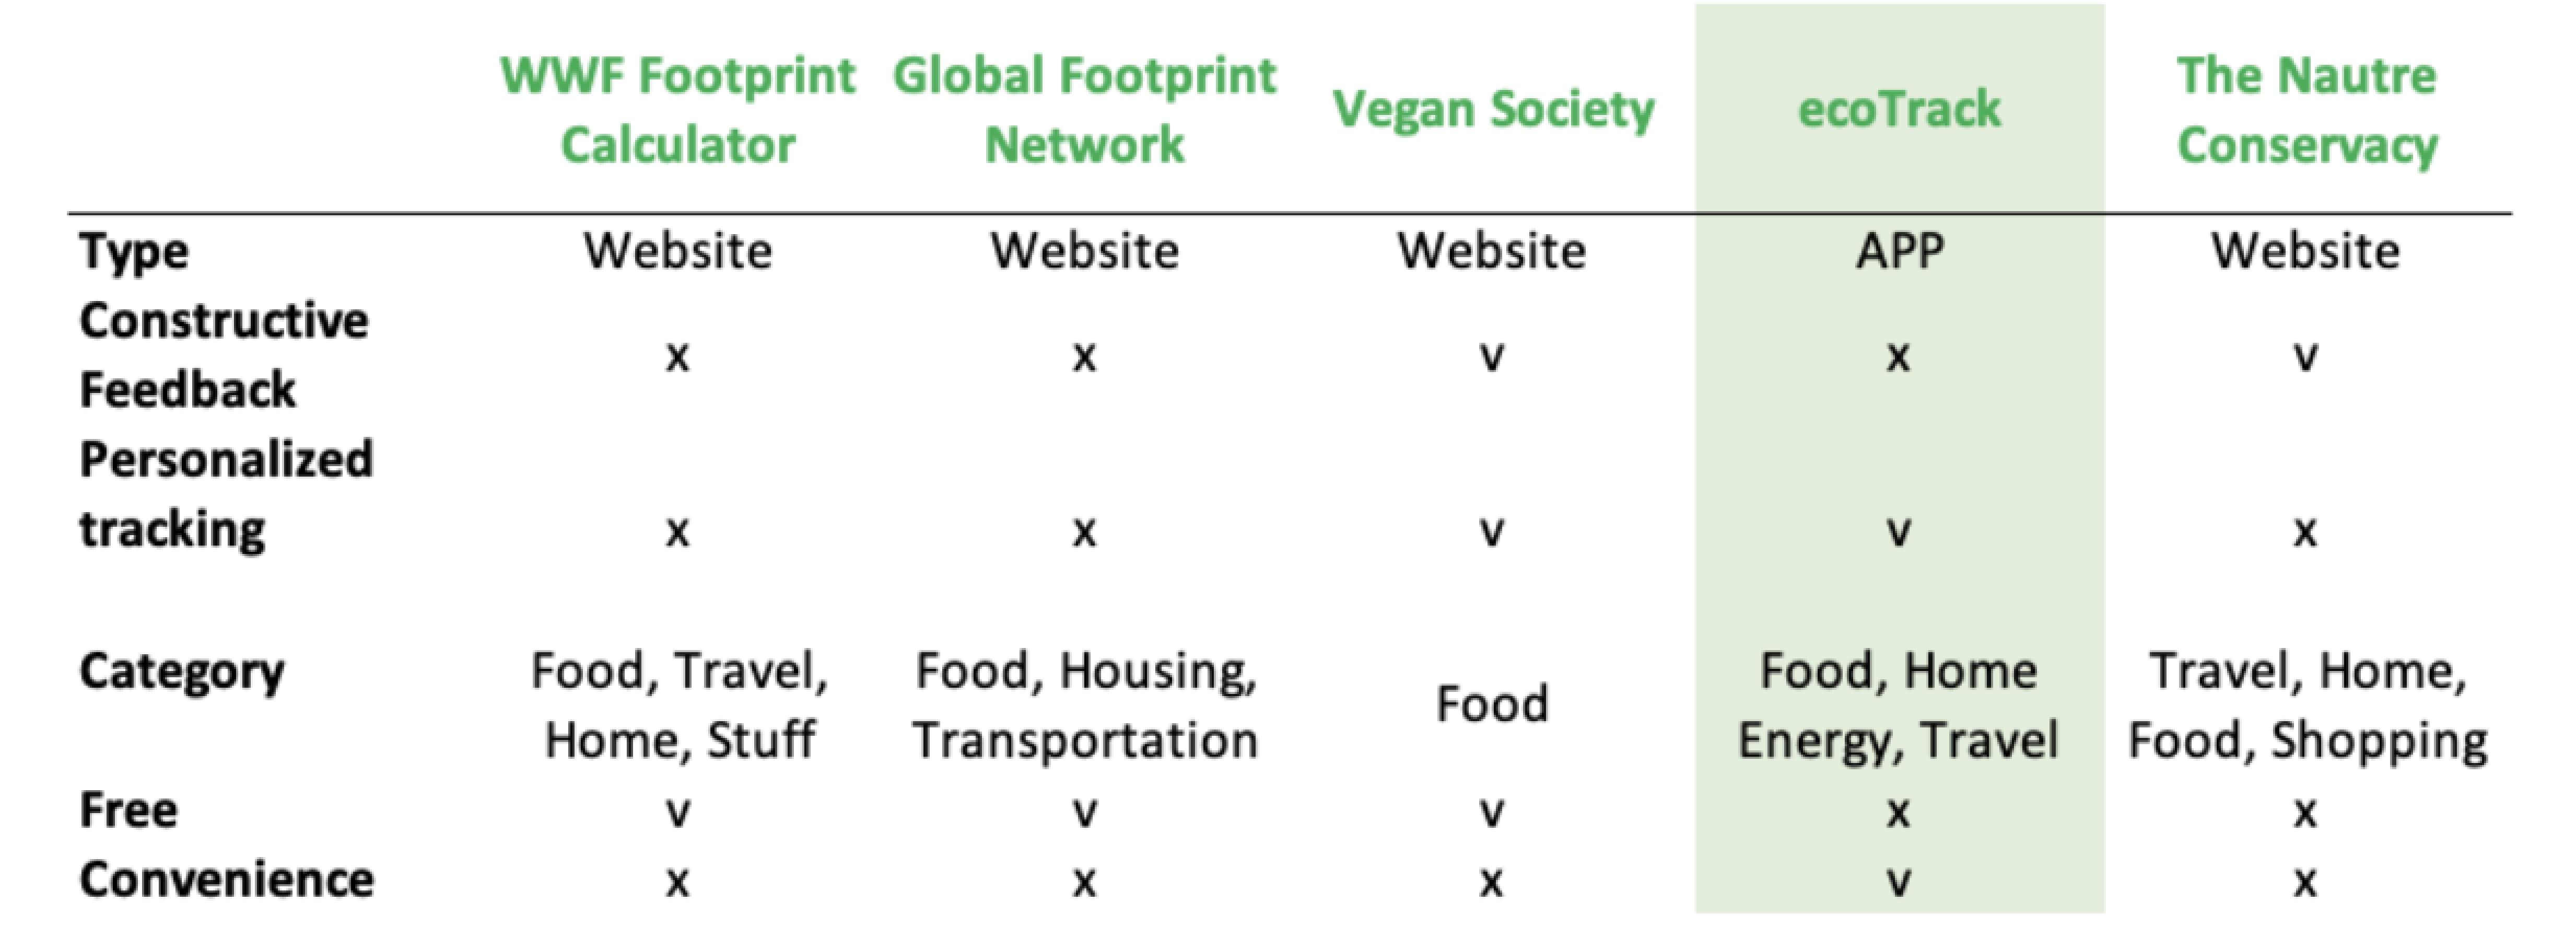 WWF Footprint Calculator Global Footprint Network Vegan Society ecoTrack The Nautre Conservacy
Type Website Website Website APP Website
Constructive Feedback x x v x v
Personalized tracking x x v v x
Category Food, Travel, Home, Stuff Food, Housing, Transportation Food Food, Home Energy, Travel Travel, Home, Food, Shopping
Free v v v x x
Convenience x x x v x